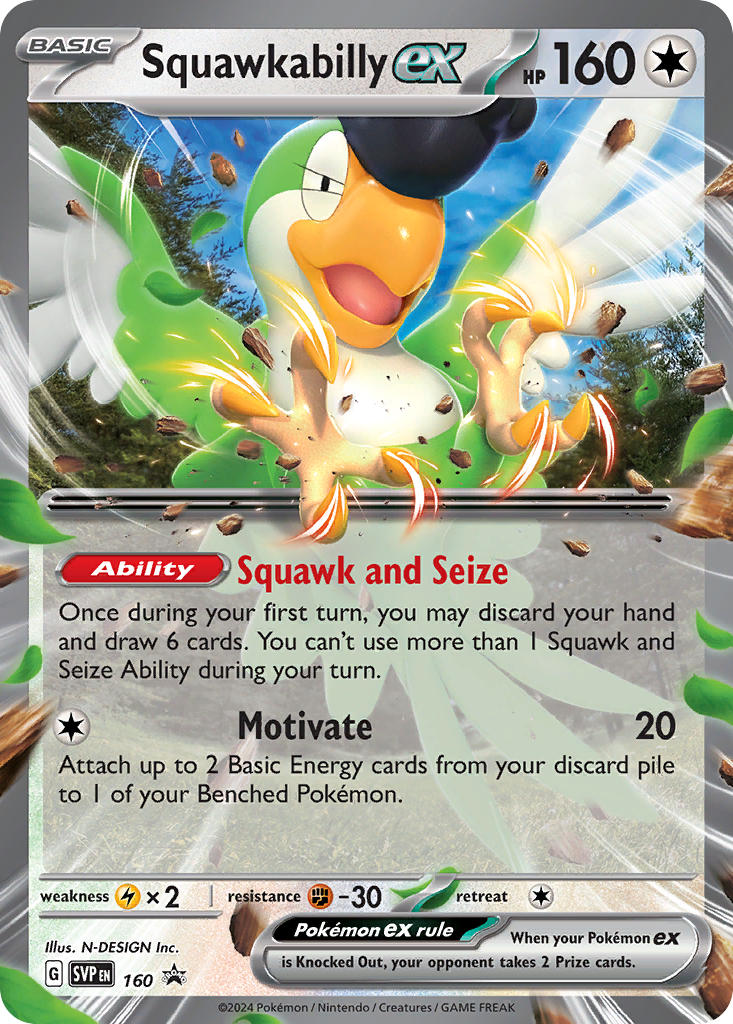 BASIC
Squawkabilly ex HP 160
Ability Squawk and Seize
Once during your first turn, you may discard your hand
and draw 6 cards. You can't use more than 1 Squawk and
Seize Ability during your turn.
Motivate 20
Attach up to 2 Basic Energy cards from your discard pile
to 1 of your Benched Pokémon.
weakness ×2 resistance -30 retreat
Illus. N-DESIGN Inc.
Pokémon ex rule When your Pokémon ex
is Knocked Out, your opponent takes 2 Prize cards.
G SVP EN 160
©2024 Pokémon / Nintendo / Creatures / GAME FREAK